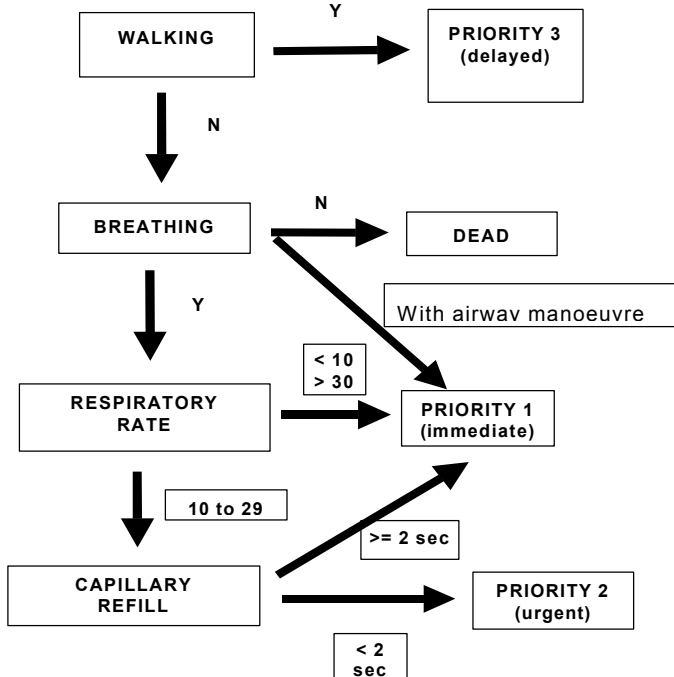 Y
WALKING
PRIORITY 3
(delayed)
N
BREATHING
N
DEAD
Y
With airway manoeuvre
< 10
> 30
RESPIRATORY
RATE
PRIORITY 1
(immediate)
10 to 29
>= 2 sec
CAPILLARY
REFILL
PRIORITY 2
(urgent)
< 2
sec